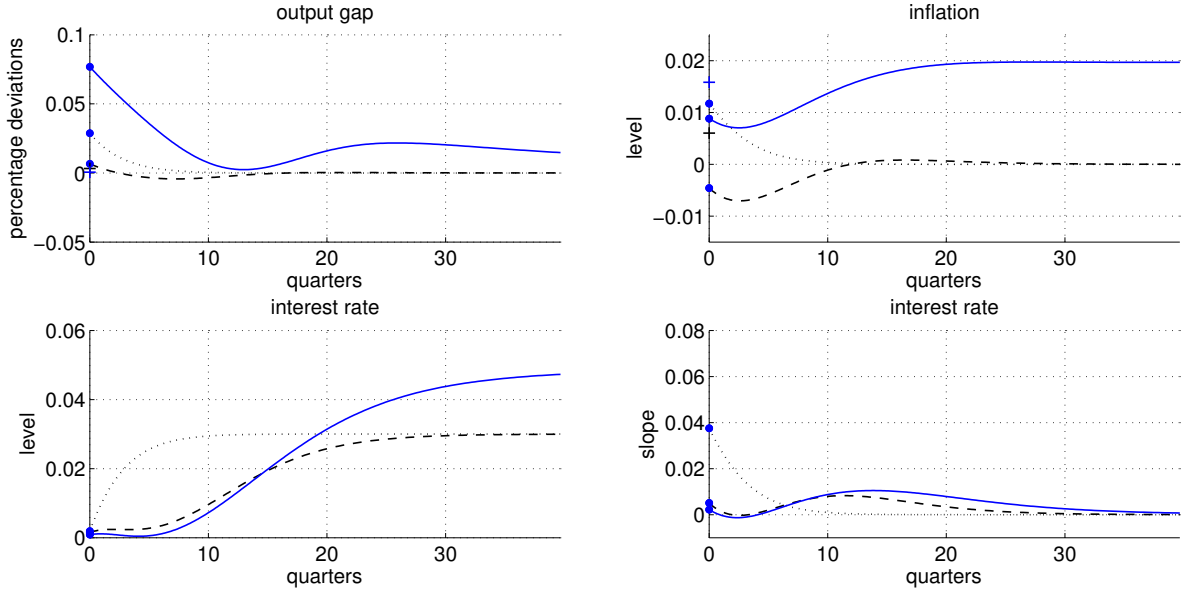 output gap
percentage deviations
0.1
0.05
0
−0.05
0
10
20
30
quarters
inflation
level
0.02
0.01
0
−0.01
0
10
20
30
quarters
interest rate
level
0.06
0.04
0.02
0
0
10
20
30
quarters
interest rate
slope
0.08
0.06
0.04
0.02
0
0
10
20
30
quarters